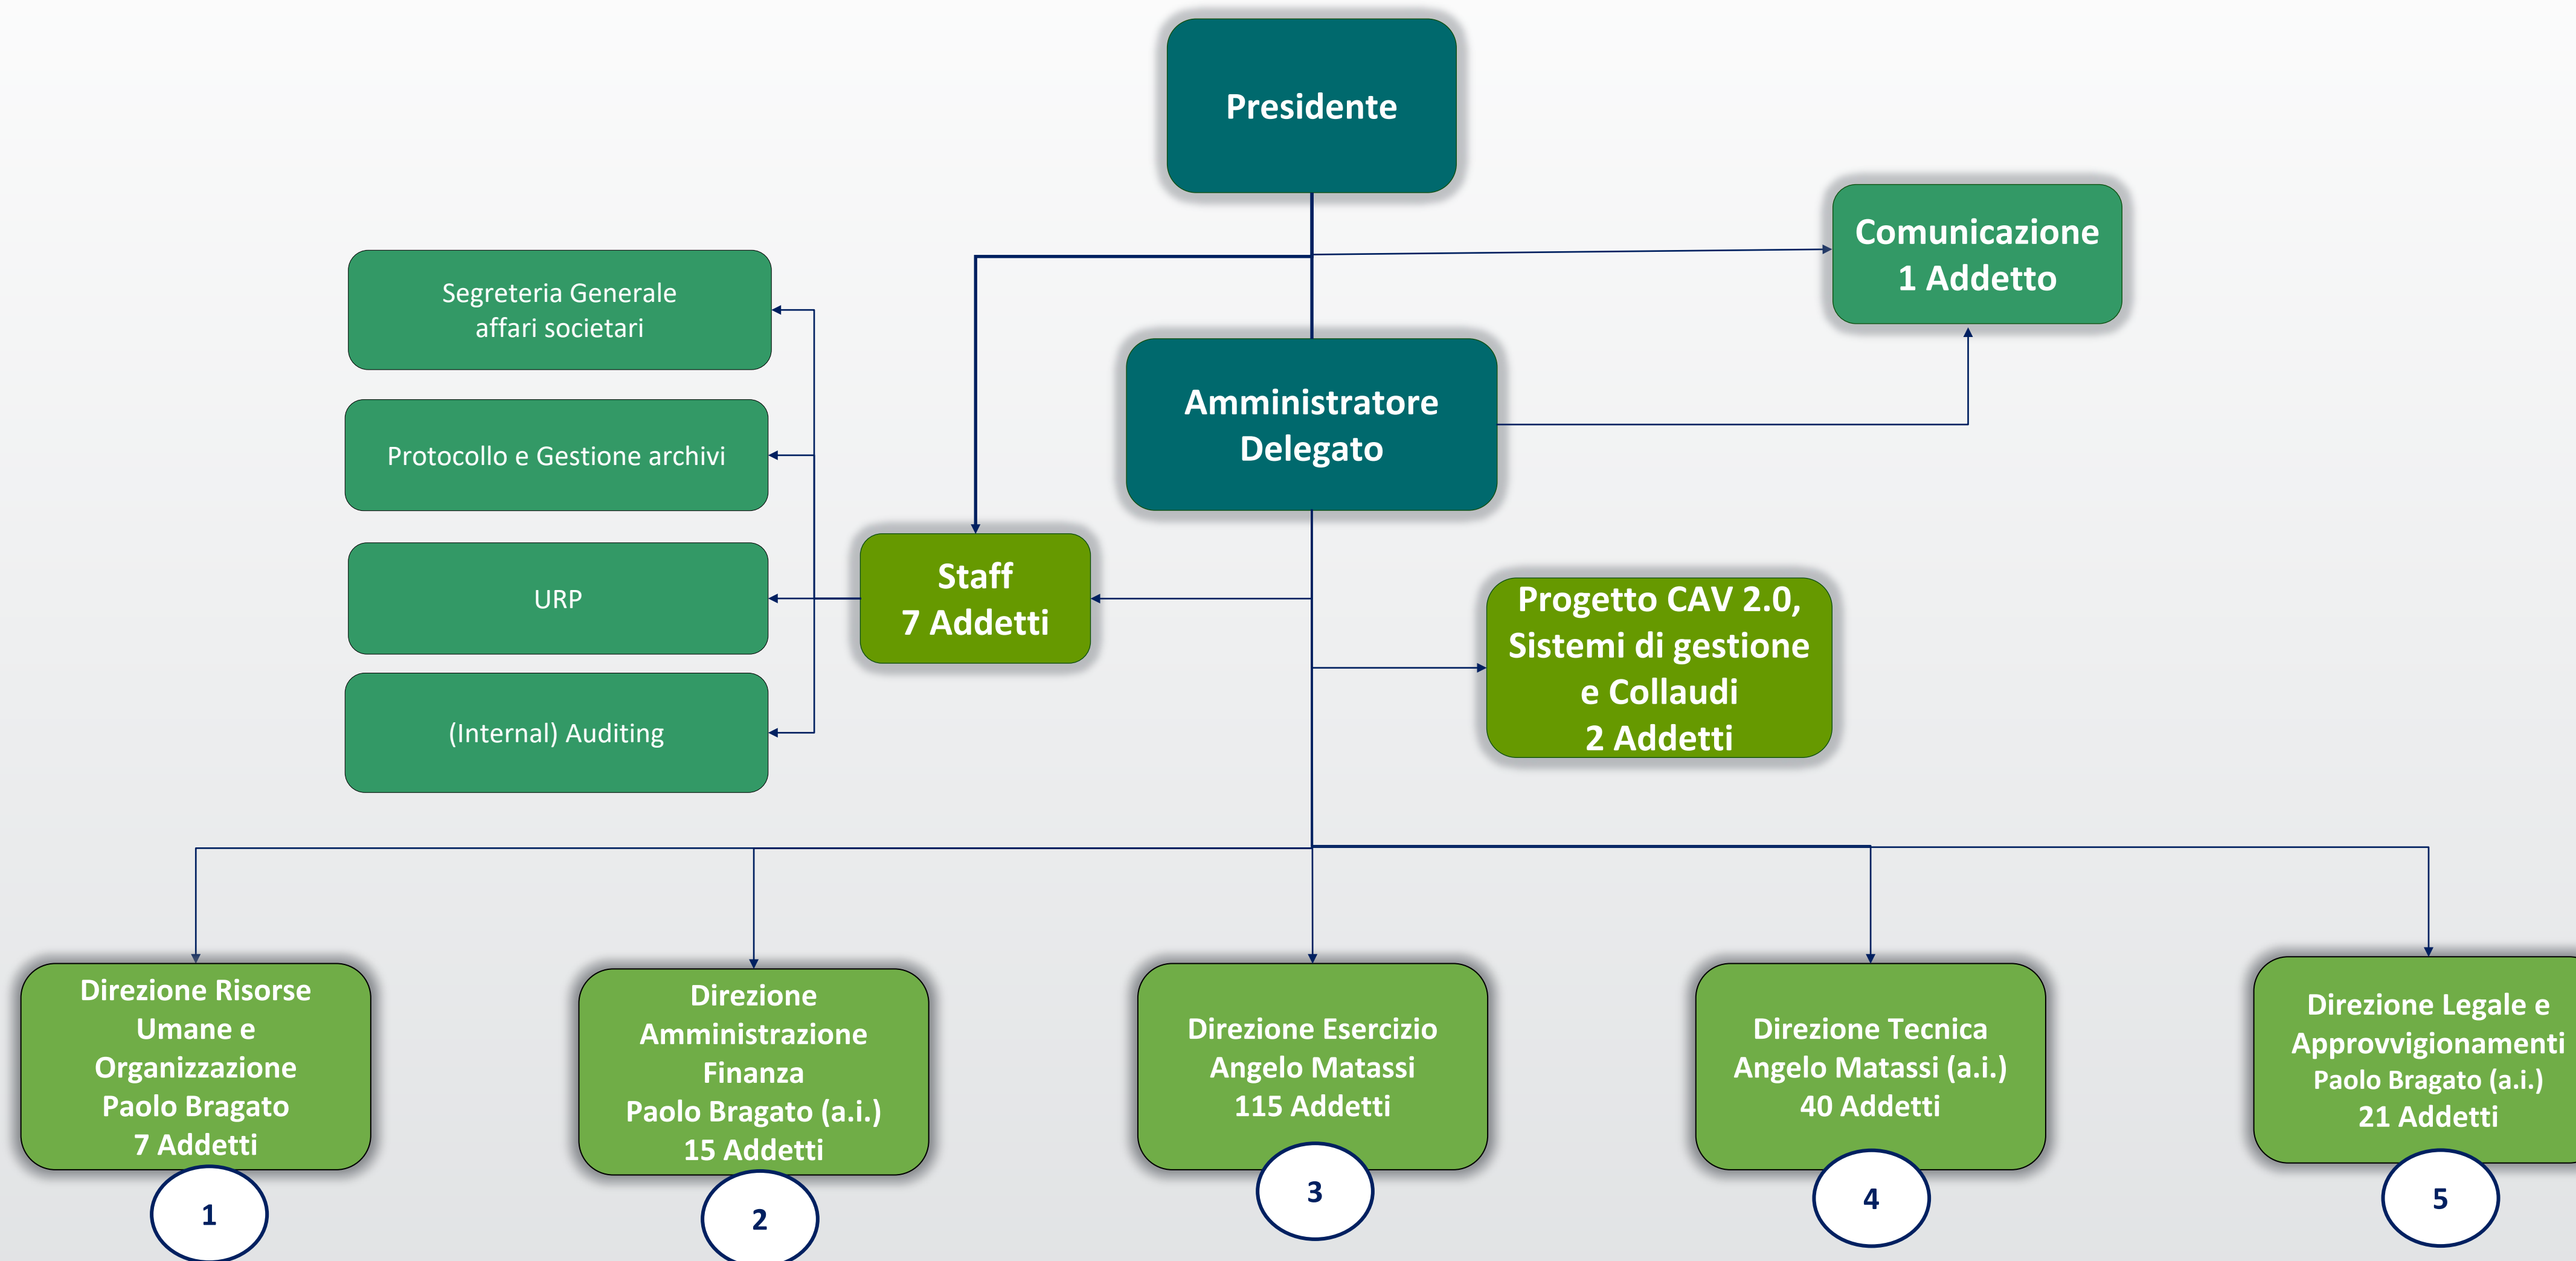 Presidente
Comunicazione
1 Addetto
Segreteria Generale
affari societari
Amministratore
Delegato
Protocollo e Gestione archivi
Staff
7 Addetti
URP
Progetto CAV 2.0,
Sistemi di gestione
e Collaudi
2 Addetti
(Internal) Auditing
Direzione Risorse
Umane e
Organizzazione
Paolo Bragato
7 Addetti
1
Direzione
Amministrazione
Finanza
Paolo Bragato (a.i.)
15 Addetti
2
Direzione Esercizio
Angelo Matassi
115 Addetti
3
Direzione Tecnica
Angelo Matassi (a.i.)
40 Addetti
4
Direzione Legale e
Approvvigionamenti
Paolo Bragato (a.i.)
21 Addetti
5